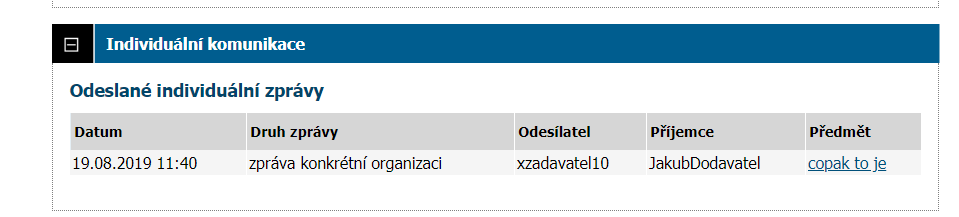 Individuální komunikace
Odeslané individuální zprávy
Datum Druh zprávy Odesílatel Příjemce Předmět
19.08.2019 11:40 zpráva konkrétní organizaci xzadavatel10 JakubDodavatel copak to je